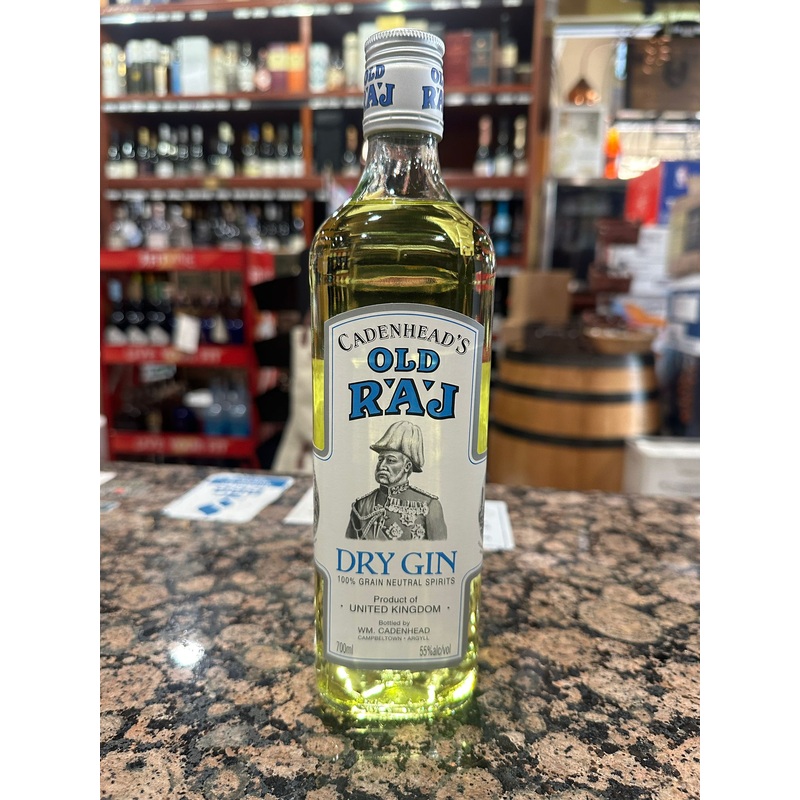 OLD
RAJ
CADENHEAD'S
OLD
R'A'J
DRY GIN
100% GRAIN NEUTRAL SPIRITS
Product of
· UNITED KINGDOM ·
Bottled by
WM. CADENHEAD
CAMPBELTOWN · ARGYLL
700ml 55%alc/vol